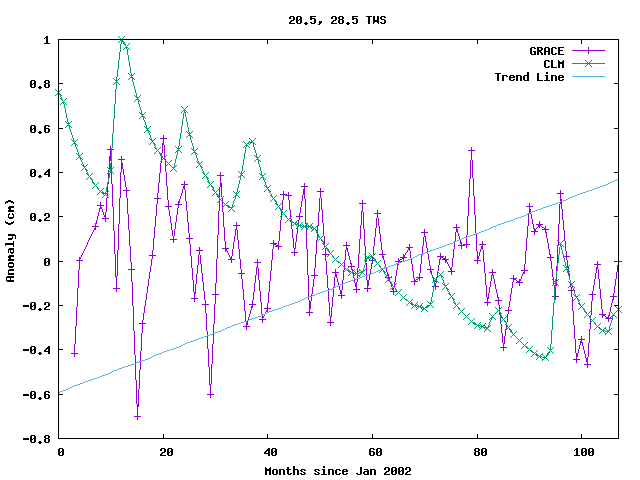 20.5, 28.5 TWS
GRACE
CLM
Trend Line
1
0.8
0.6
0.4
0.2
0
-0.2
-0.4
-0.6
-0.8
Anomaly (cm)
0 20 40 60 80 100
Months since Jan 2002